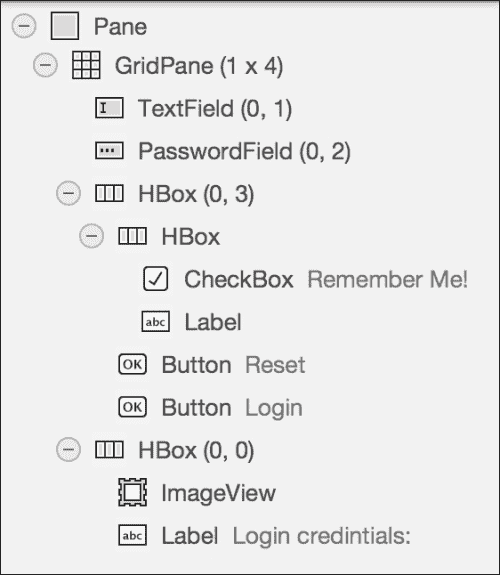 Pane
GridPane (1 x 4)
TextField (0, 1)
PasswordField (0, 2)
HBox (0, 3)
HBox
CheckBox Remember Me!
abc Label
OK Button Reset
OK Button Login
HBox (0, 0)
ImageView
abc Label Login credintials: